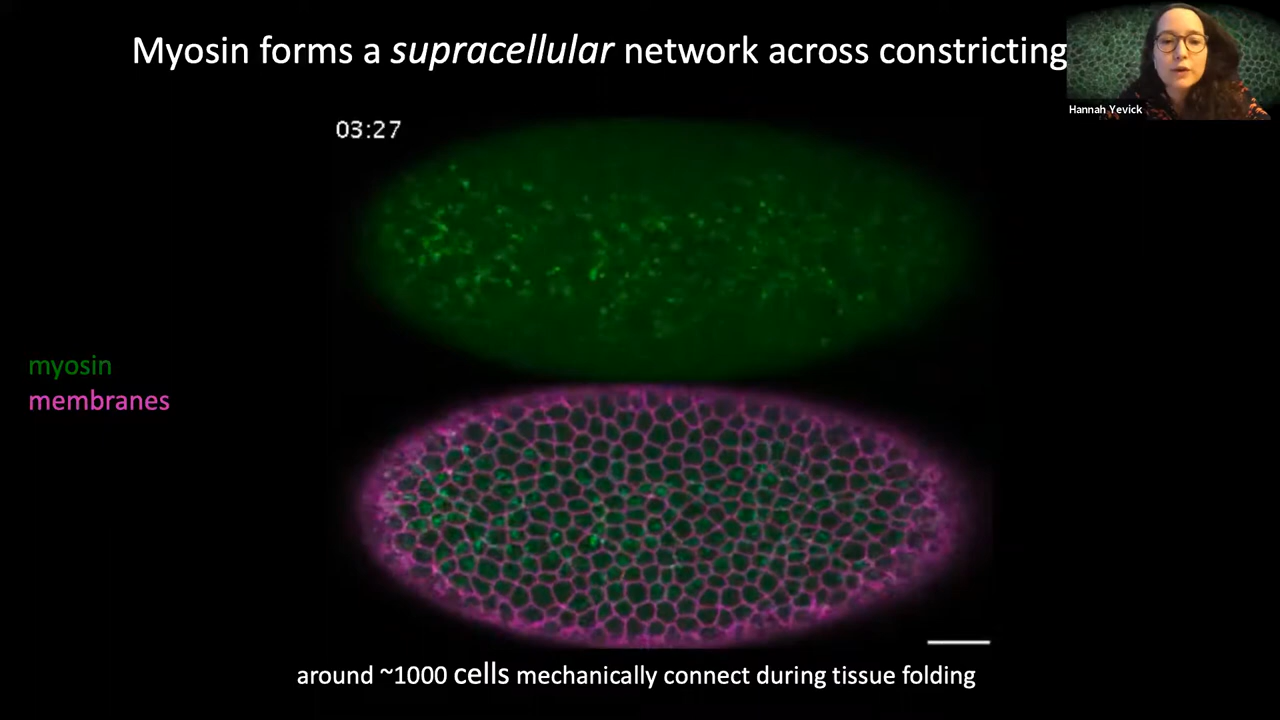 Myosin forms a supracellular network across constricting
Hannah Yevick
03:27
myosin
membranes
around ~1000 cells mechanically connect during tissue folding